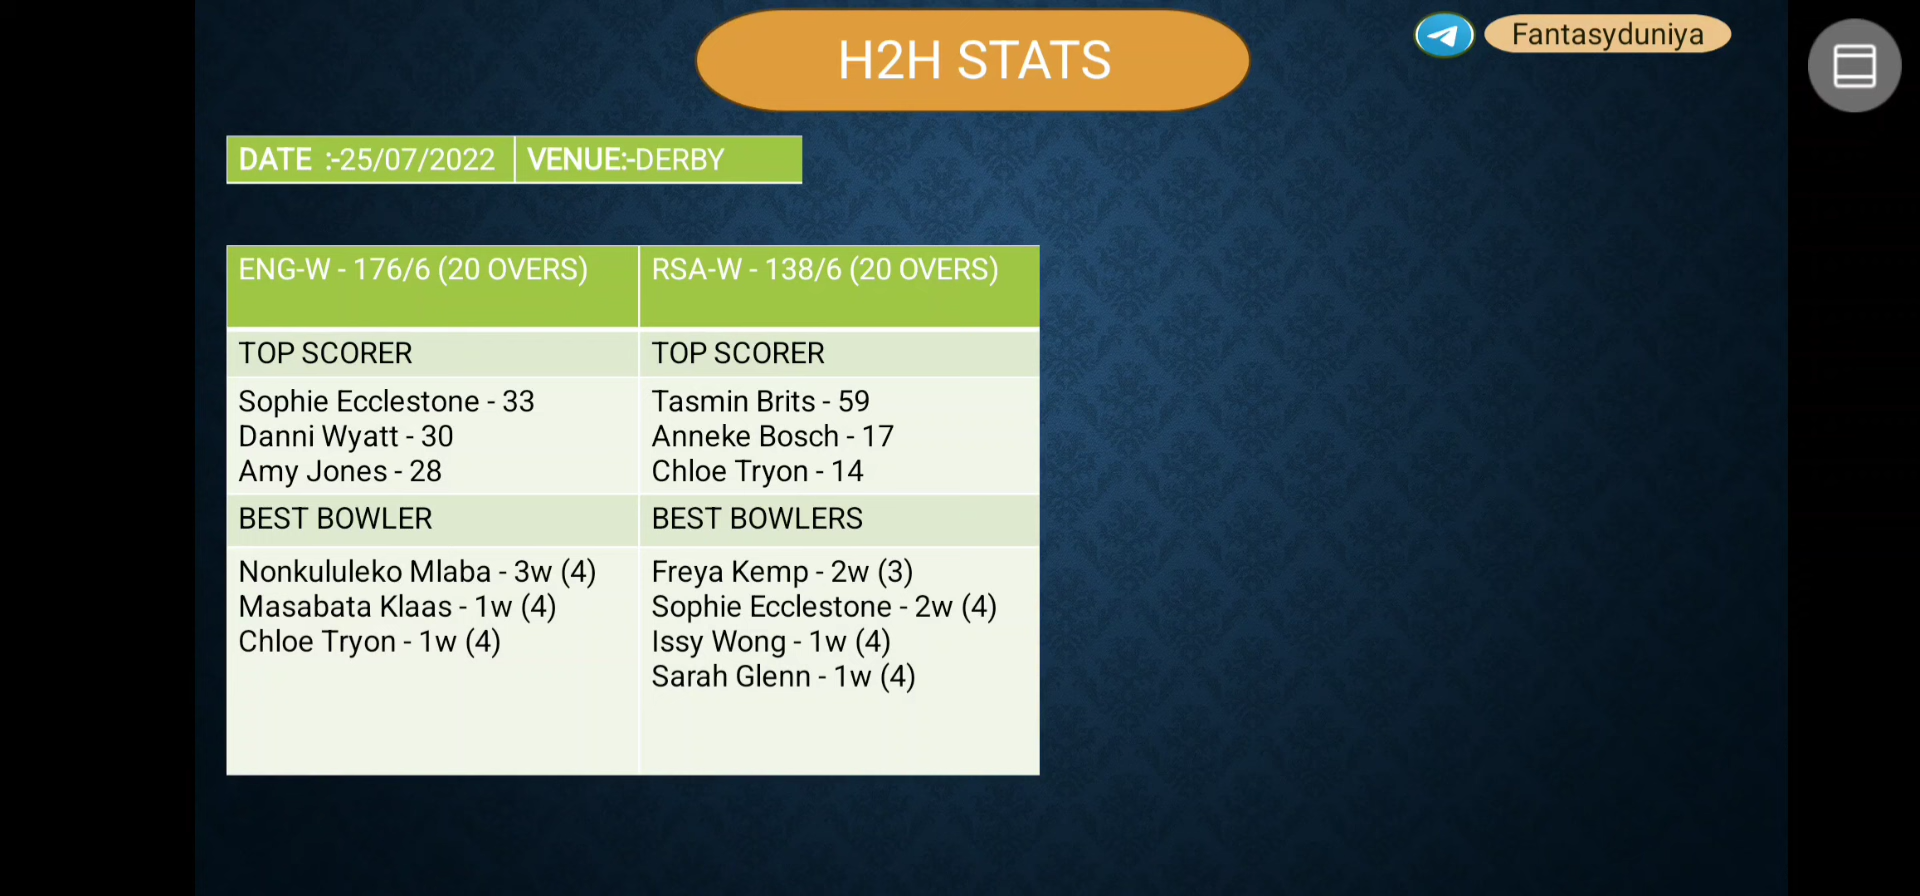 H2H STATS
Fantasyduniya
DATE :-25/07/2022 VENUE:-DERBY
ENG-W - 176/6 (20 OVERS)
RSA-W - 138/6 (20 OVERS)
TOP SCORER
TOP SCORER
Sophie Ecclestone - 33
Danni Wyatt - 30
Amy Jones - 28
Tasmin Brits - 59
Anneke Bosch - 17
Chloe Tryon - 14
BEST BOWLER
BEST BOWLERS
Nonkululeko Mlaba - 3w (4)
Masabata Klaas - 1w (4)
Chloe Tryon - 1w (4)
Freya Kemp - 2w (3)
Sophie Ecclestone - 2w (4)
Issy Wong - 1w (4)
Sarah Glenn - 1w (4)